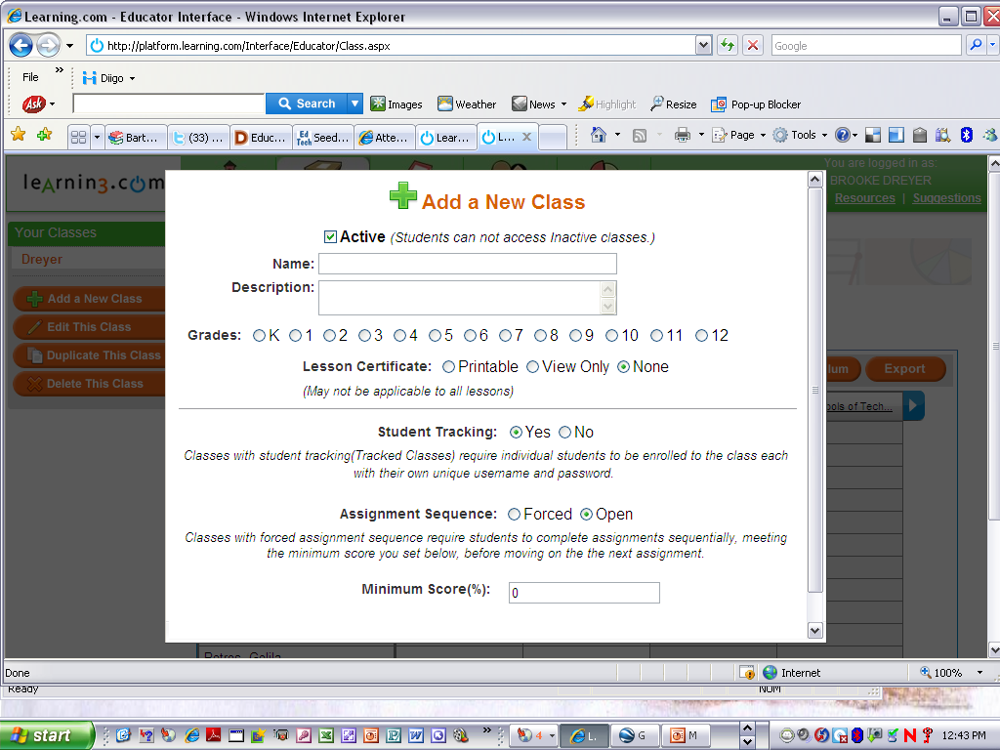 Learning.com - Educator Interface - Windows Internet Explorer
http://platform.learning.com/Interface/Educator/Class.aspx
Google
File » Diigo
Ask Search Images Weather News Highlight Resize Pop-up Blocker
Bart... (33) ... Educ... Ed Tech Seed... Atte... Lear... L... Page Tools
learnin3.com
You are logged in as:
BROOKE DREYER
Resources | Suggestions
Your Classes
Dreyer
Add a New Class
Edit This Class
Duplicate This Class
Delete This Class
Add a New Class
Active (Students can not access Inactive classes.)
Name:
Description:
Grades: K 1 2 3 4 5 6 7 8 9 10 11 12
Lesson Certificate: Printable View Only None
(May not be applicable to all lessons)
Student Tracking: Yes No
Classes with student tracking(Tracked Classes) require individual students to be enrolled to the class each
with their own unique username and password.
Assignment Sequence: Forced Open
Classes with forced assignment sequence require students to complete assignments sequentially, meeting
the minimum score you set below, before moving on the the next assignment.
Minimum Score(%): 0
lum Export
ools of Tech...
Done Internet 100%
Ready NUM
start » 4 L. G M 12:43 PM